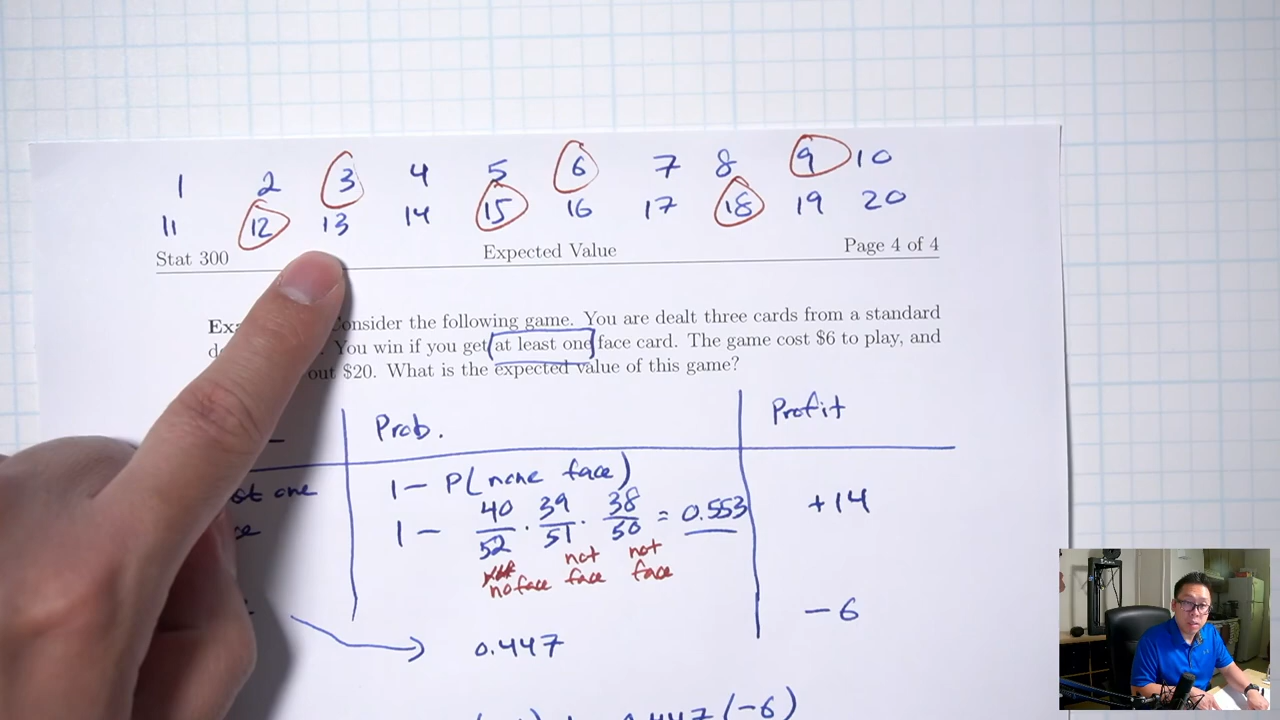 1 2 3 4 5 6 7 8 9 10
11 12 13 14 15 16 17 18 19 20
Stat 300 Expected Value Page 4 of 4
Consider the following game. You are dealt three cards from a standard
You win if you get at least one face card. The game cost $6 to play, and
out $20. What is the expected value of this game?
Prob. Profit
1 - P(none face)
one
1 - 40/52 · 39/51 · 38/50 = 0.553 +14
no face not face not face
-6
0.447
0.447(-6)